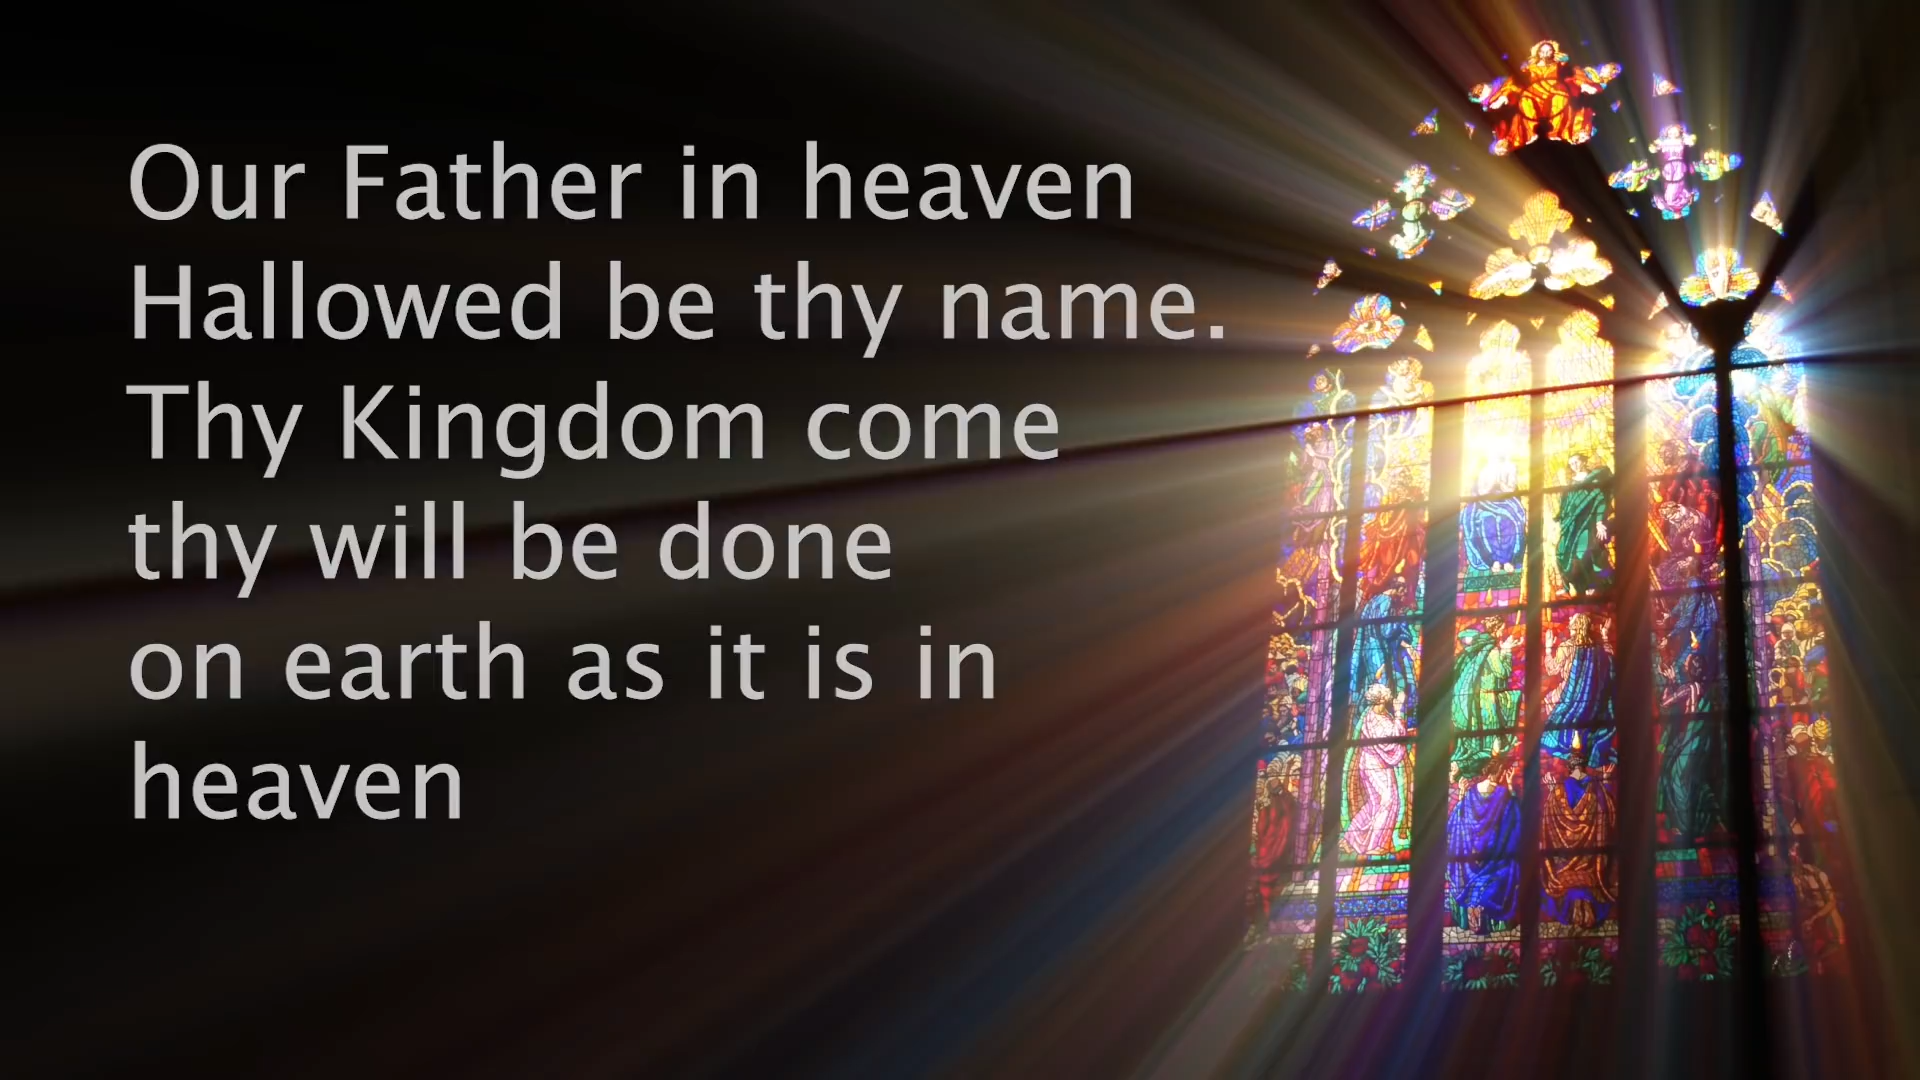 Our Father in heaven
Hallowed be thy name.
Thy Kingdom come
thy will be done
on earth as it is in
heaven